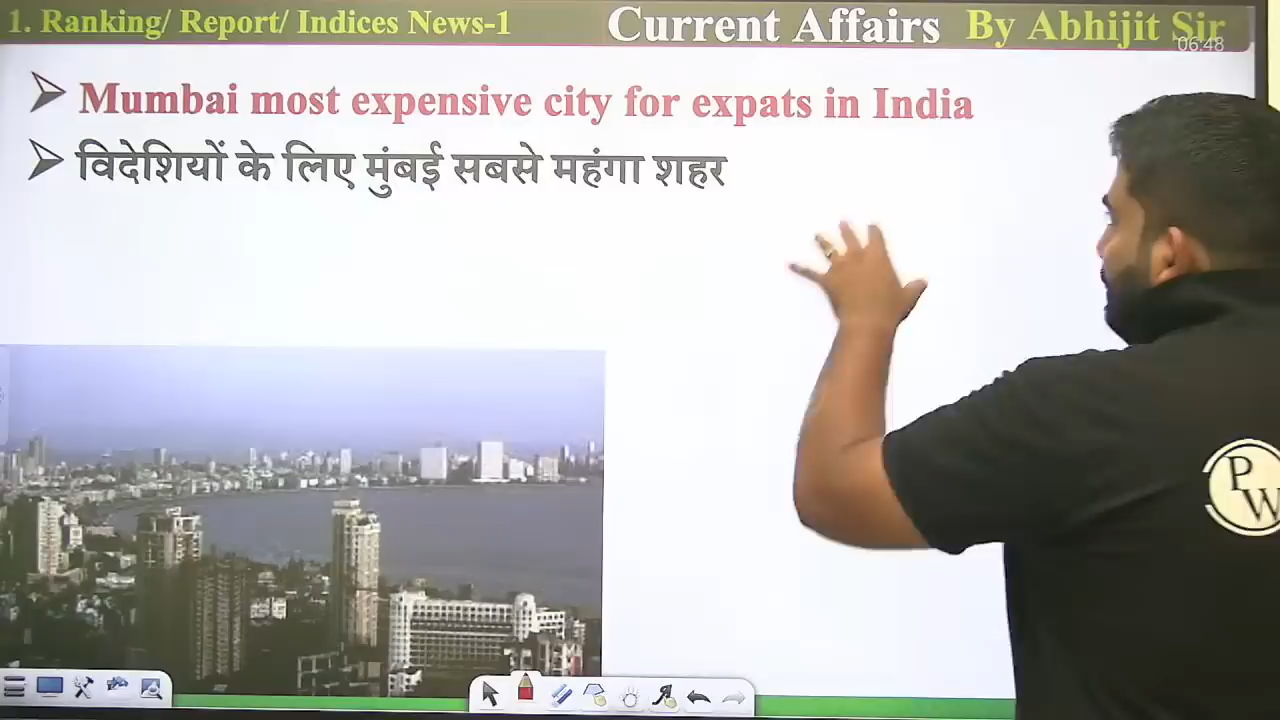 1. Ranking/ Report/ Indices News-1 Current Affairs By Abhijit Sir
06:48
Mumbai most expensive city for expats in India
विदेशियों के लिए मुंबई सबसे महंगा शहर
PW